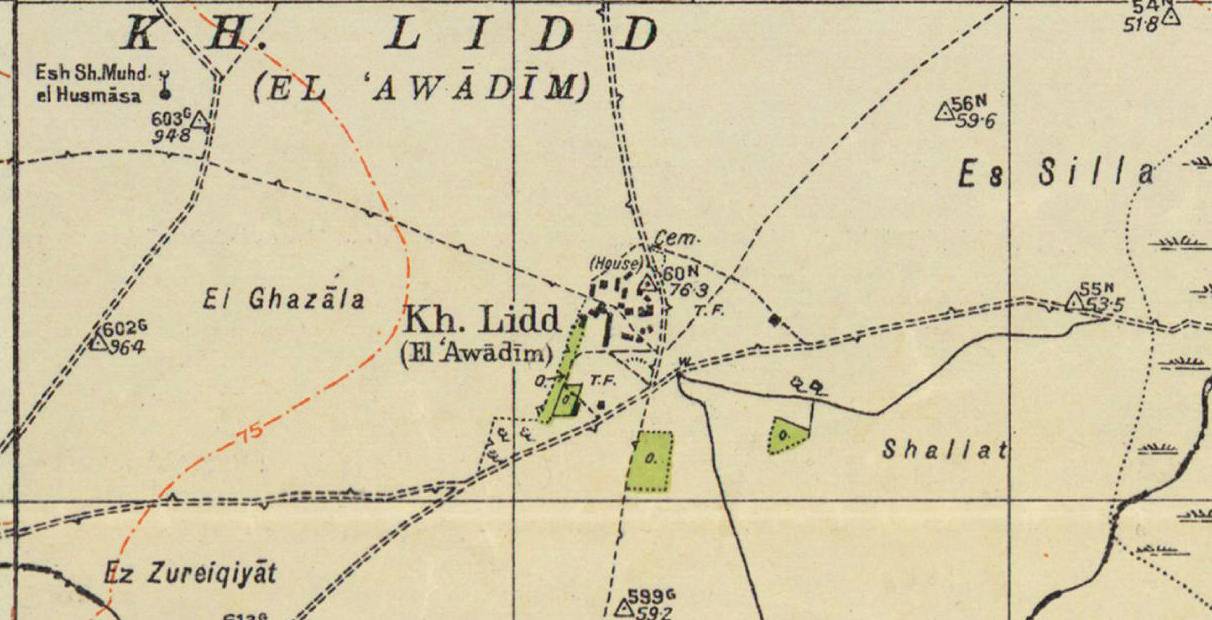 KH. LIDD
(EL 'AWĀDĪM)
54N
51·8
Esh Sh. Muhd.
el Husmāsa
603G
94·8
56N
59·6
Es Silla
Cem.
(House)
60N
76·3
T.F.
55N
53·5
El Ghazāla
Kh. Lidd
(El 'Awādīm)
602G
96·4
W.
O.
T.F.
O.
75
O.
O.
Shallat
Ez Zureiqiyāt
599G
59·2